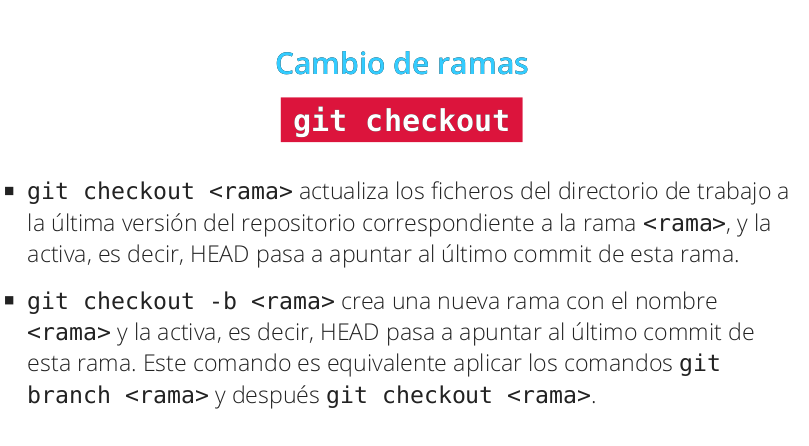 Cambio de ramas
git checkout
▪ git checkout <rama> actualiza los ficheros del directorio de trabajo a
la última versión del repositorio correspondiente a la rama <rama>, y la
activa, es decir, HEAD pasa a apuntar al último commit de esta rama.
▪ git checkout -b <rama> crea una nueva rama con el nombre
<rama> y la activa, es decir, HEAD pasa a apuntar al último commit de
esta rama. Este comando es equivalente aplicar los comandos git
branch <rama> y después git checkout <rama>.